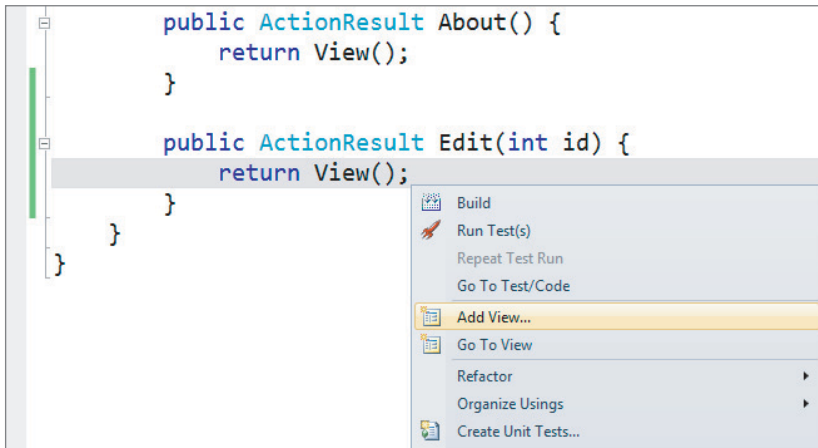 public ActionResult About() {
return View();
}
public ActionResult Edit(int id) {
return View();
}
}
}
Build
Run Test(s)
Repeat Test Run
Go To Test/Code
Add View...
Go To View
Refactor
Organize Usings
Create Unit Tests...